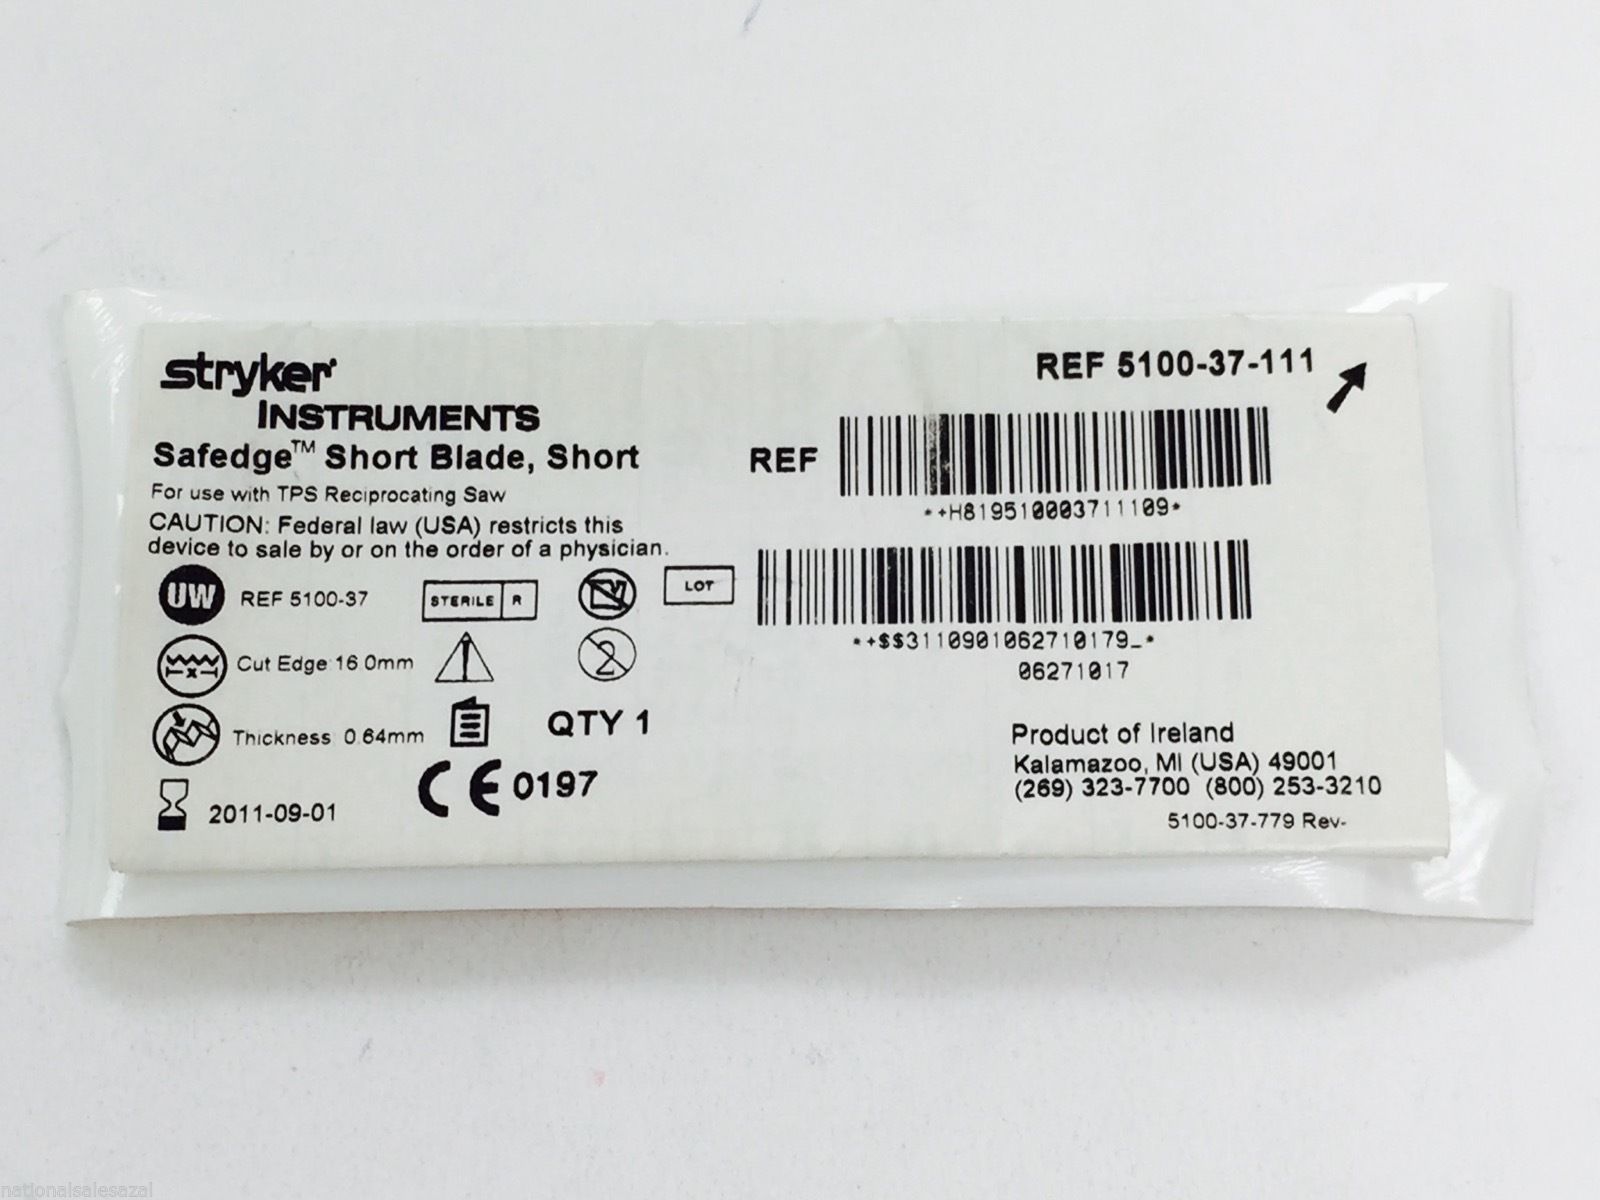 stryker
INSTRUMENTS
Safedge™ Short Blade, Short
For use with TPS Reciprocating Saw
CAUTION: Federal law (USA) restricts this
device to sale by or on the order of a physician.
UW REF 5100-37
STERILE R
LOT
Cut Edge: 16.0mm
x
2
Thickness 0.64mm
QTY 1
CE 0197
2011-09-01
REF 5100-37-111
REF
*+H819510003711109*
*+$$3110901062710179_*
06271017
Product of Ireland
Kalamazoo, MI (USA) 49001
(269) 323-7700 (800) 253-3210
5100-37-779 Rev-
nationalsalesazal